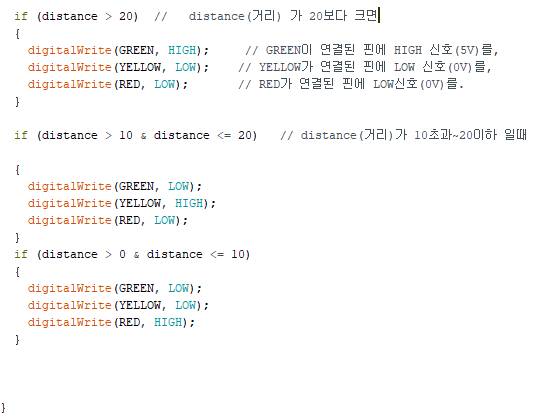 if (distance > 20)  //   distance(거리) 가 20보다 크면
{
  digitalWrite(GREEN, HIGH);     // GREEN이 연결된 핀에 HIGH 신호(5V)를,
  digitalWrite(YELLOW, LOW);    // YELLOW가 연결된 핀에 LOW 신호(0V)를,
  digitalWrite(RED, LOW);       // RED가 연결된 핀에 LOW신호(0V)를.
}
if (distance > 10 & distance <= 20)   // distance(거리)가 10초과~20이하 일때
{
  digitalWrite(GREEN, LOW);
  digitalWrite(YELLOW, HIGH);
  digitalWrite(RED, LOW);
}
if (distance > 0 & distance <= 10)
{
  digitalWrite(GREEN, LOW);
  digitalWrite(YELLOW, LOW);
  digitalWrite(RED, HIGH);
}
}